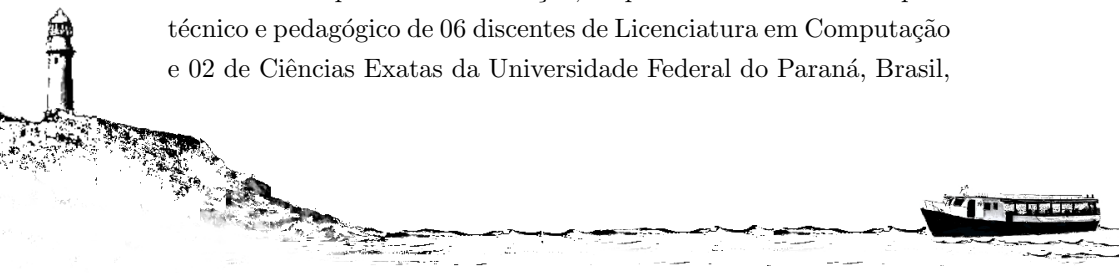 técnico e pedagógico de 06 discentes de Licenciatura em Computação
e 02 de Ciências Exatas da Universidade Federal do Paraná, Brasil,